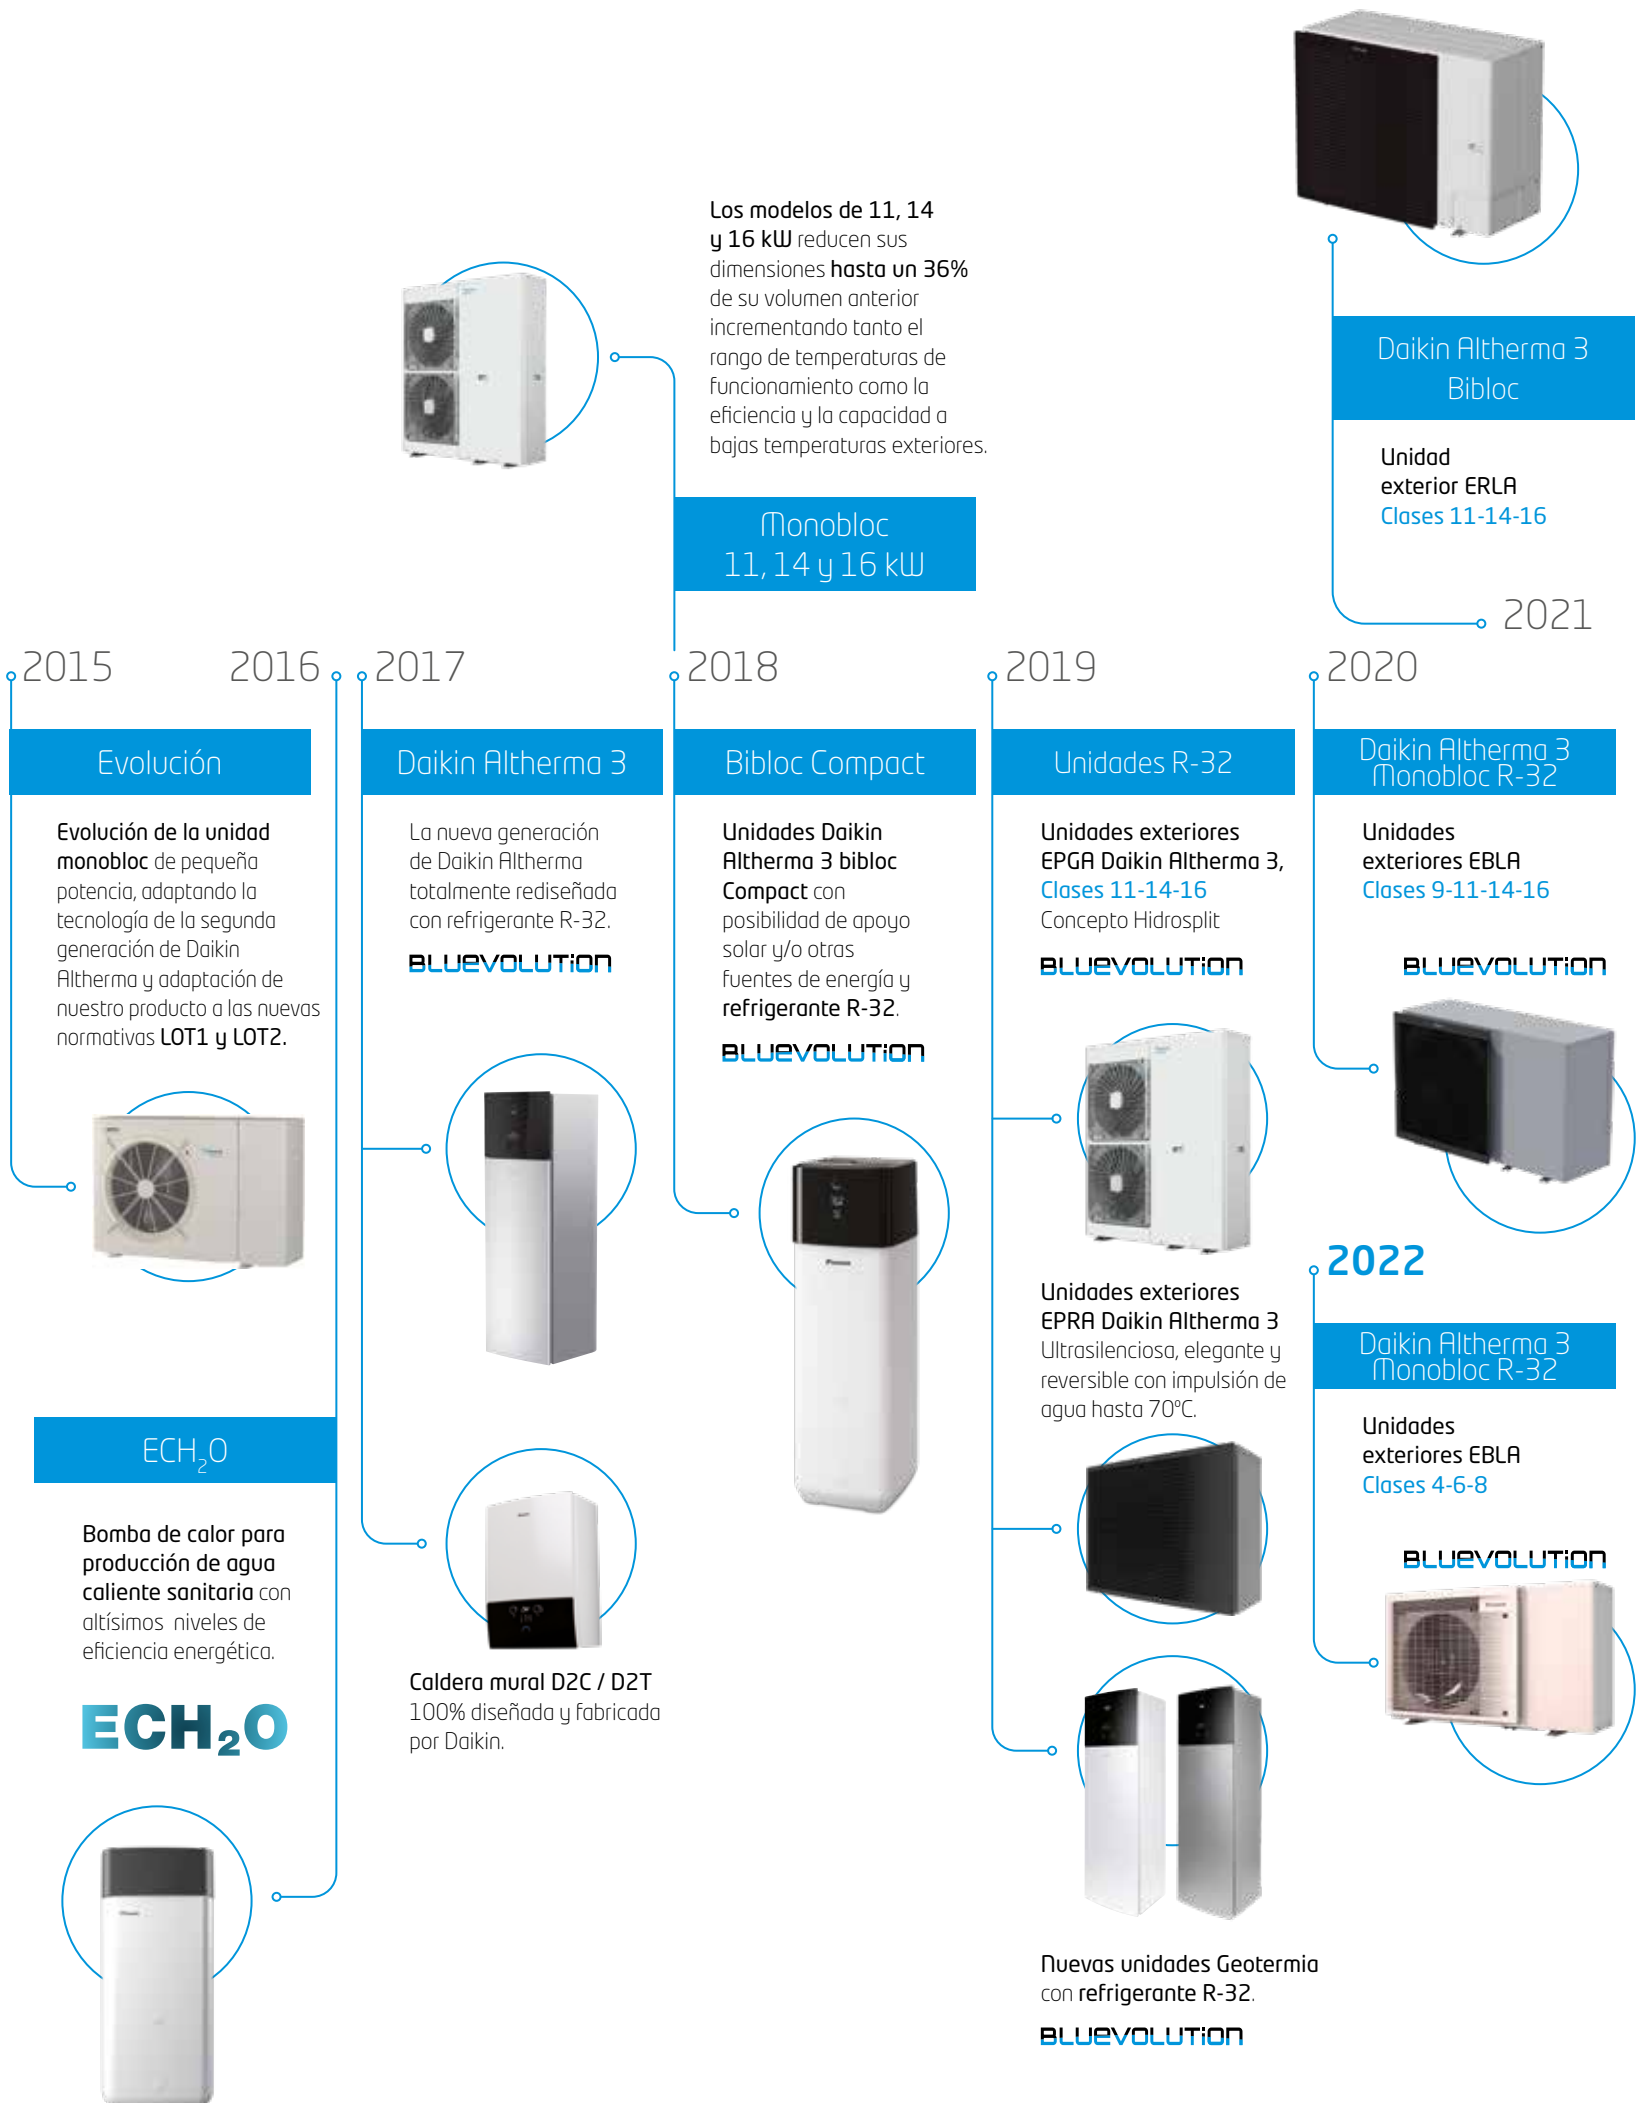 Los modelos de 11, 14
y 16 kW reducen sus
dimensiones hasta un 36%
de su volumen anterior
incrementando tanto el
rango de temperaturas de
funcionamiento como la
eficiencia y la capacidad a
bajas temperaturas exteriores.
Monobloc
11, 14 y 16 kW
Daikin Altherma 3
Bibloc
Unidad
exterior ERLA
Clases 11-14-16
2021
2015
Evolución
Evolución de la unidad
monobloc de pequeña
potencia, adaptando la
tecnología de la segunda
generación de Daikin
Altherma y adaptación de
nuestro producto a las nuevas
normativas LOT1 y LOT2.
2016
ECH₂O
Bomba de calor para
producción de agua
caliente sanitaria con
altísimos niveles de
eficiencia energética.
ECH₂O
2017
Daikin Altherma 3
La nueva generación
de Daikin Altherma
totalmente rediseñada
con refrigerante R-32.
BLUEVOLUTION
Caldera mural D2C / D2T
100% diseñada y fabricada
por Daikin.
2018
Bibloc Compact
Unidades Daikin
Altherma 3 bibloc
Compact con
posibilidad de apoyo
solar y/o otras
fuentes de energía y
refrigerante R-32.
BLUEVOLUTION
2019
Unidades R-32
Unidades exteriores
EPGA Daikin Altherma 3,
Clases 11-14-16
Concepto Hidrosplit
BLUEVOLUTION
Unidades exteriores
EPRA Daikin Altherma 3
Ultrasilenciosa, elegante y
reversible con impulsión de
agua hasta 70ºC.
Nuevas unidades Geotermia
con refrigerante R-32.
BLUEVOLUTION
2020
Daikin Altherma 3
Monobloc R-32
Unidades
exteriores EBLA
Clases 9-11-14-16
BLUEVOLUTION
2022
Daikin Altherma 3
Monobloc R-32
Unidades
exteriores EBLA
Clases 4-6-8
BLUEVOLUTION